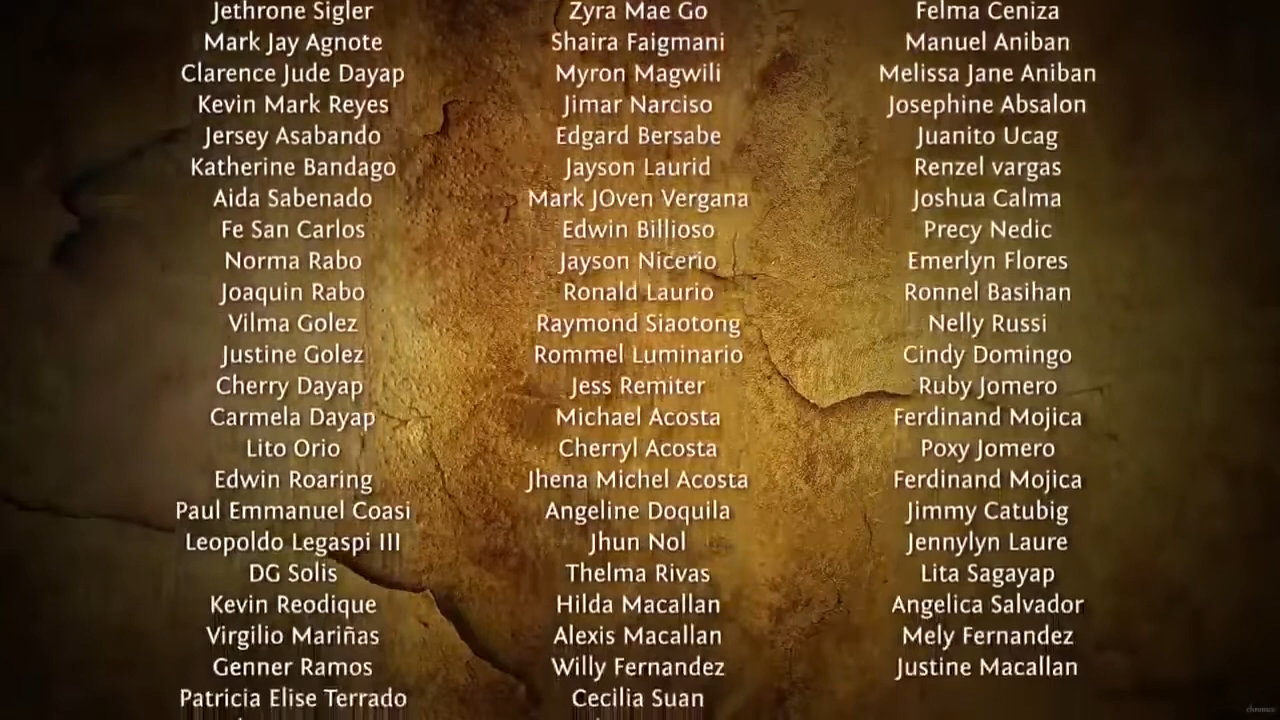 Jethrone Sigler
Mark Jay Agnote
Clarence Jude Dayap
Kevin Mark Reyes
Jersey Asabando
Katherine Bandago
Aida Sabenado
Fe San Carlos
Norma Rabo
Joaquin Rabo
Vilma Golez
Justine Golez
Cherry Dayap
Carmela Dayap
Lito Orio
Edwin Roaring
Paul Emmanuel Coasi
Leopoldo Legaspi III
DG Solis
Kevin Reodique
Virgilio Mariñas
Genner Ramos
Patricia Elise Terrado
Zyra Mae Go
Shaira Faigmani
Myron Magwili
Jimar Narciso
Edgard Bersabe
Jayson Laurid
Mark JOven Vergana
Edwin Billioso
Jayson Nicerio
Ronald Laurio
Raymond Siaotong
Rommel Luminario
Jess Remiter
Michael Acosta
Cherryl Acosta
Jhena Michel Acosta
Angeline Doquila
Jhun Nol
Thelma Rivas
Hilda Macallan
Alexis Macallan
Willy Fernandez
Cecilia Suan
Felma Ceniza
Manuel Aniban
Melissa Jane Aniban
Josephine Absalon
Juanito Ucag
Renzel vargas
Joshua Calma
Precy Nedic
Emerlyn Flores
Ronnel Basihan
Nelly Russi
Cindy Domingo
Ruby Jomero
Ferdinand Mojica
Poxy Jomero
Ferdinand Mojica
Jimmy Catubig
Jennylyn Laure
Lita Sagayap
Angelica Salvador
Mely Fernandez
Justine Macallan